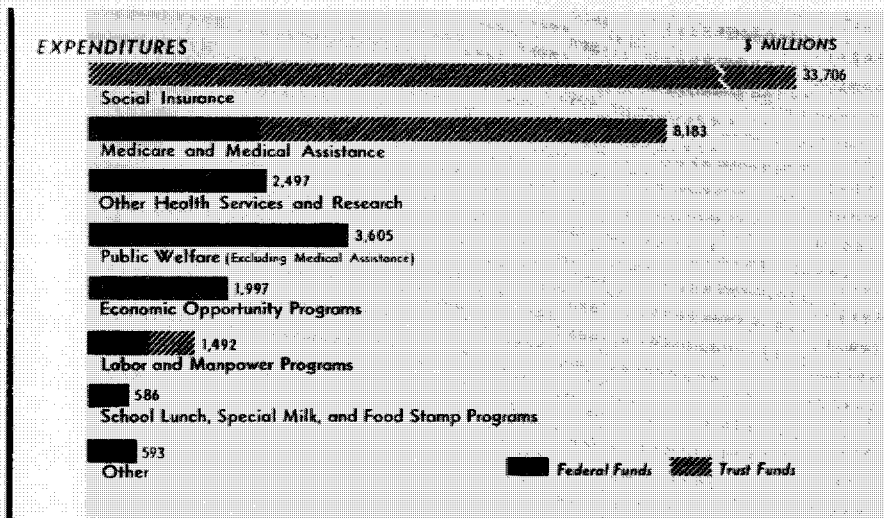 EXPENDITURES $ MILLIONS
33,706
Social Insurance
8,183
Medicare and Medical Assistance
2,497
Other Health Services and Research
3,605
Public Welfare (Excluding Medical Assistance)
1,997
Economic Opportunity Programs
1,492
Labor and Manpower Programs
586
School Lunch, Special Milk, and Food Stamp Programs
593
Other
Federal Funds Trust Funds